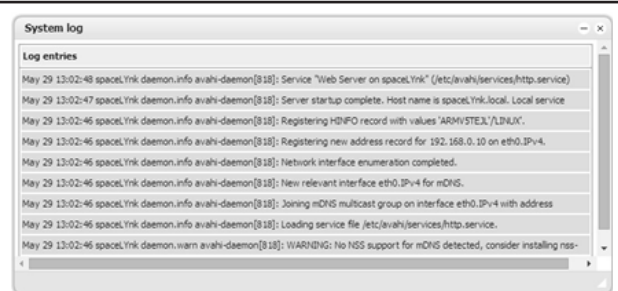 System log
Log entries
May 29 13:02:48 spaceLYnk daemon.info avahi-daemon[818]: Service "Web Server on spaceLYnk" (/etc/avahi/services/http.service)
May 29 13:02:47 spaceLYnk daemon.info avahi-daemon[818]: Server startup complete. Host name is spaceLYnk.local. Local service
May 29 13:02:46 spaceLYnk daemon.info avahi-daemon[818]: Registering HINFO record with values 'ARMV5TEJL'/'LINUX'.
May 29 13:02:46 spaceLYnk daemon.info avahi-daemon[818]: Registering new address record for 192.168.0.10 on eth0.IPv4.
May 29 13:02:46 spaceLYnk daemon.info avahi-daemon[818]: Network interface enumeration completed.
May 29 13:02:46 spaceLYnk daemon.info avahi-daemon[818]: New relevant interface eth0.IPv4 for mDNS.
May 29 13:02:46 spaceLYnk daemon.info avahi-daemon[818]: Joining mDNS multicast group on interface eth0.IPv4 with address
May 29 13:02:46 spaceLYnk daemon.info avahi-daemon[818]: Loading service file /etc/avahi/services/http.service.
May 29 13:02:46 spaceLYnk daemon.warn avahi-daemon[818]: WARNING: No NSS support for mDNS detected, consider installing nss-